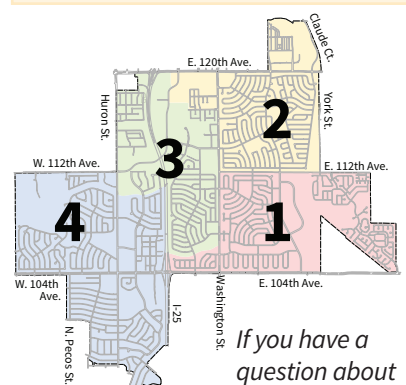 Claude Ct.
E. 120th Ave.
Huron St.
York St.
2
3
W. 112th Ave.
E. 112th Ave.
4
1
W. 104th
Ave.
E. 104th Ave.
N. Pecos St.
I-25
Washington St.
If you have a
question about